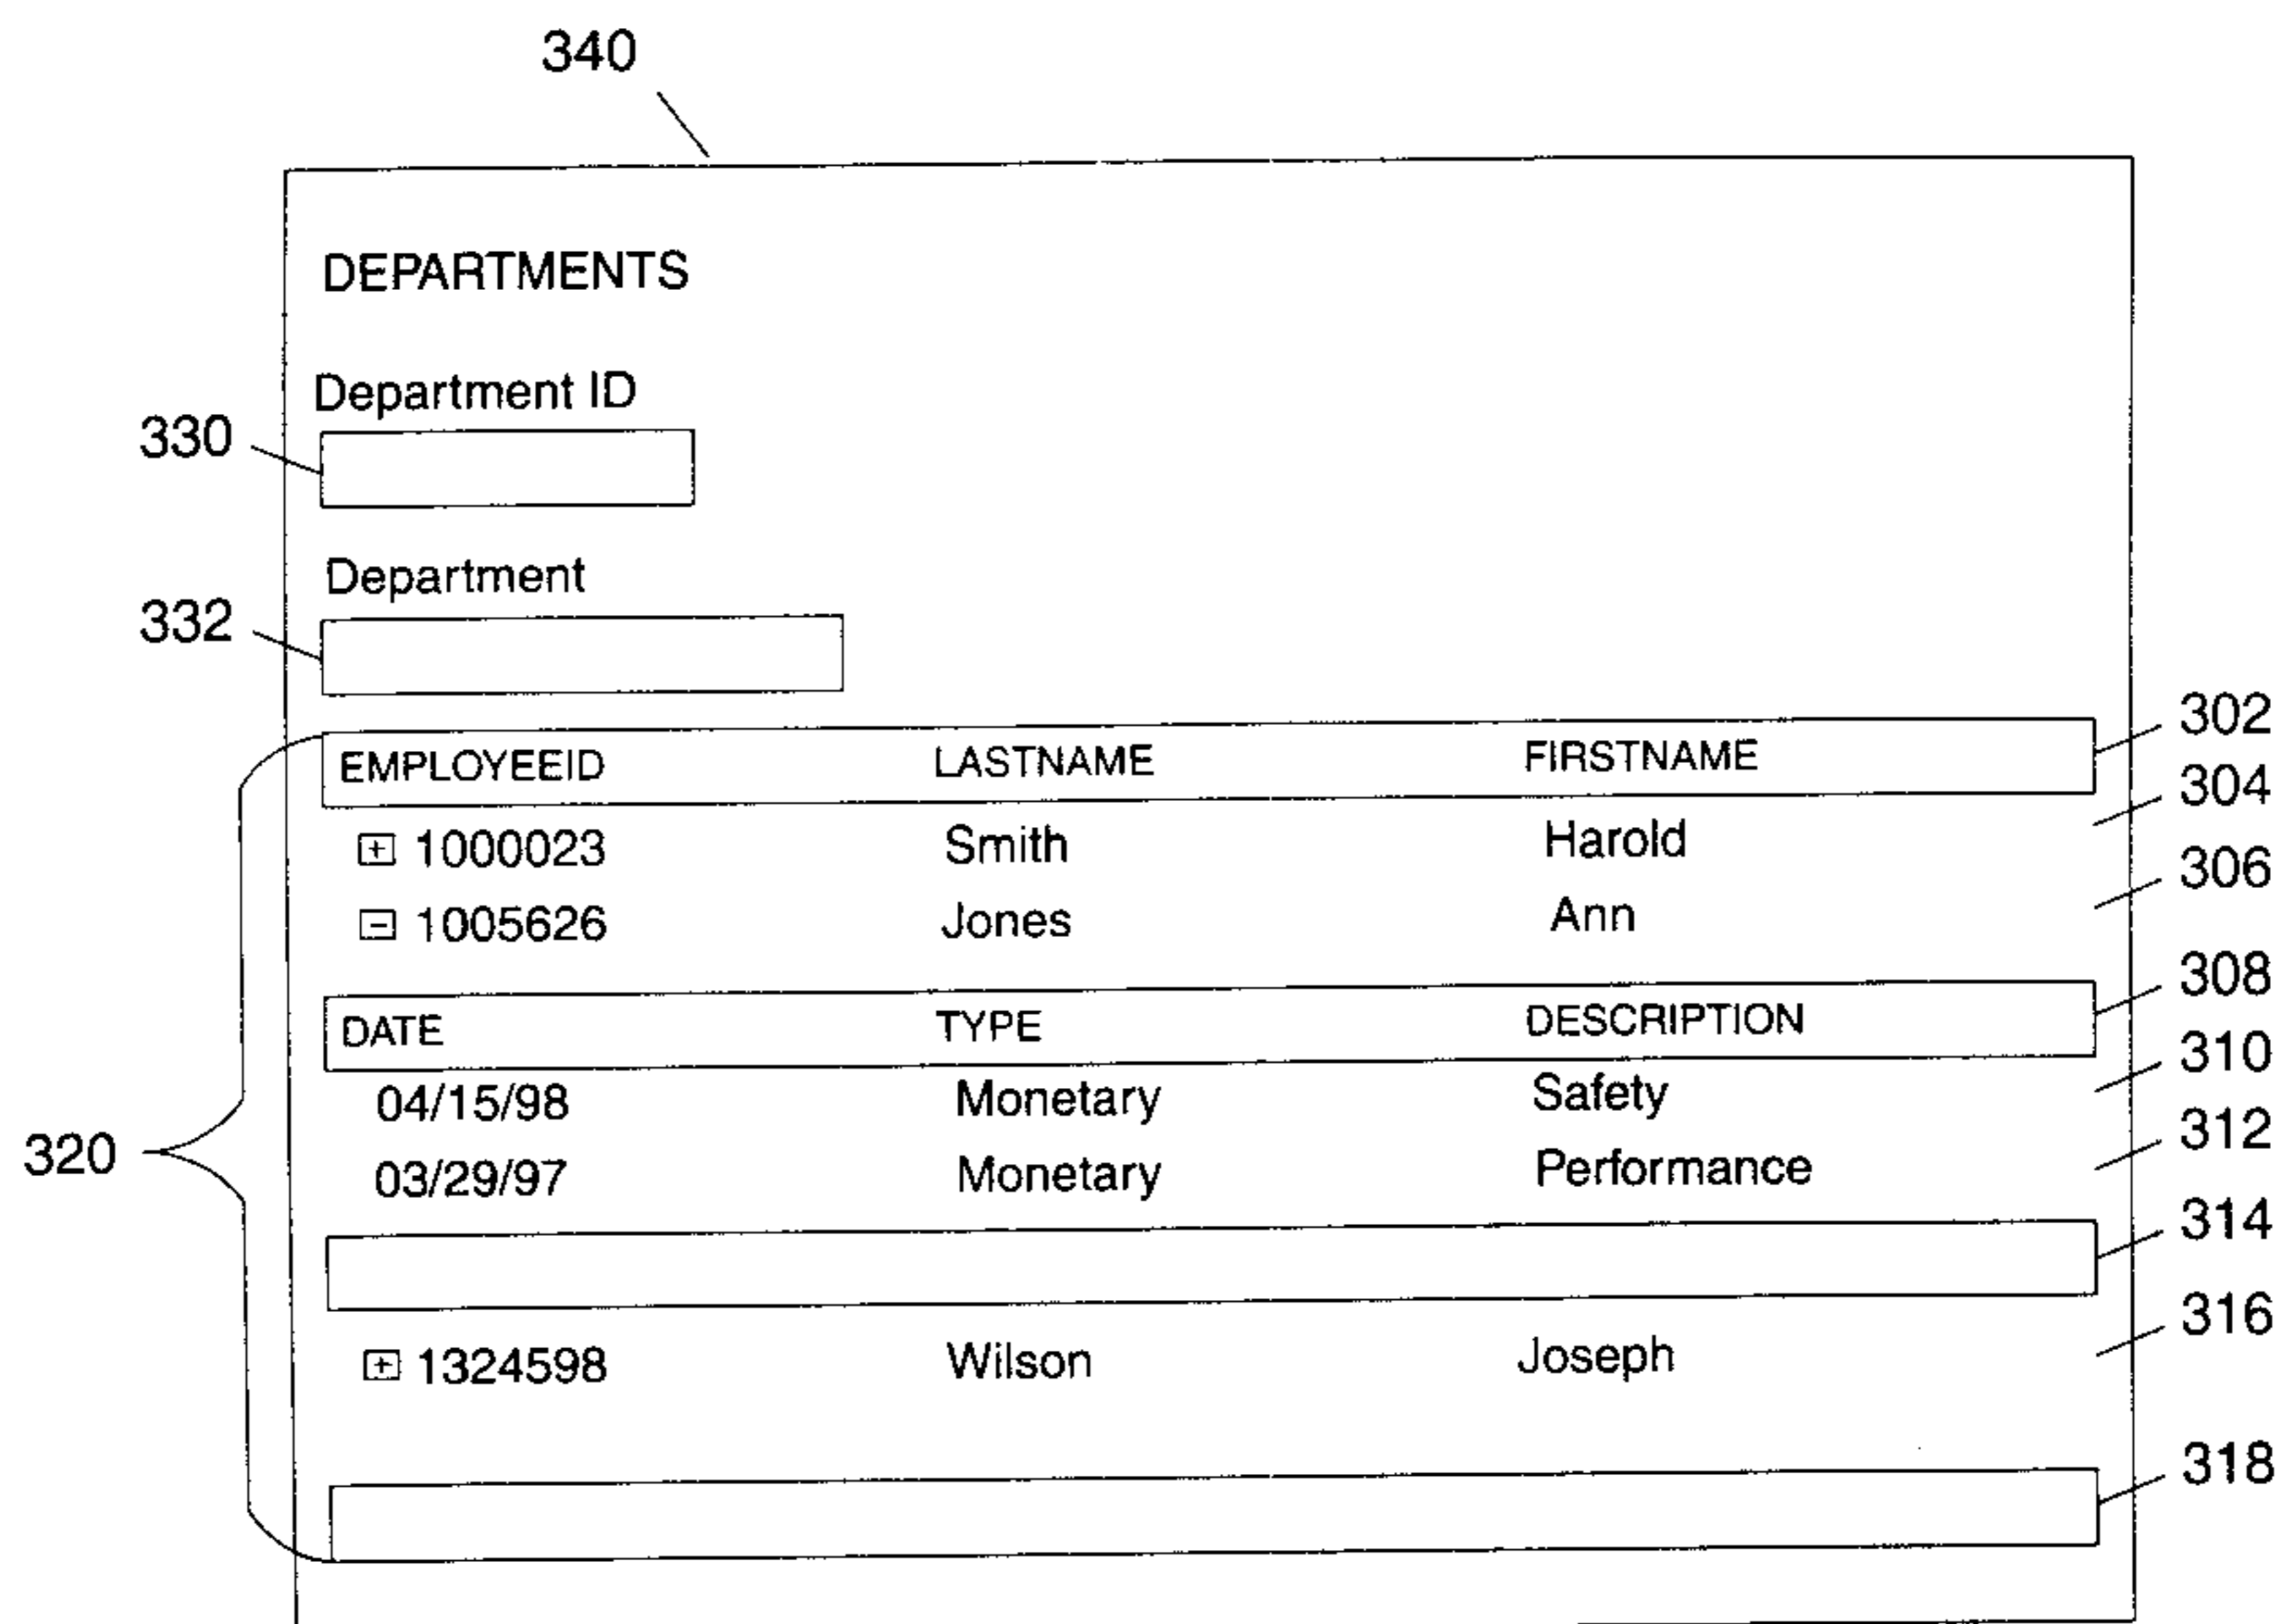 340
DEPARTMENTS
Department ID
330
Department
332
302
EMPLOYEEID LASTNAME FIRSTNAME
304
+ 1000023 Smith Harold
306
- 1005626 Jones Ann
308
DATE TYPE DESCRIPTION
310
04/15/98 Monetary Safety
312
320
03/29/97 Monetary Performance
314
316
+ 1324598 Wilson Joseph
318